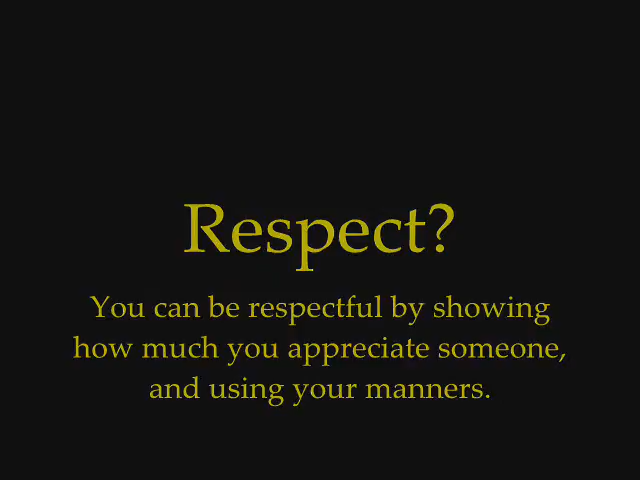 Respect?
You can be respectful by showing
how much you appreciate someone,
and using your manners.